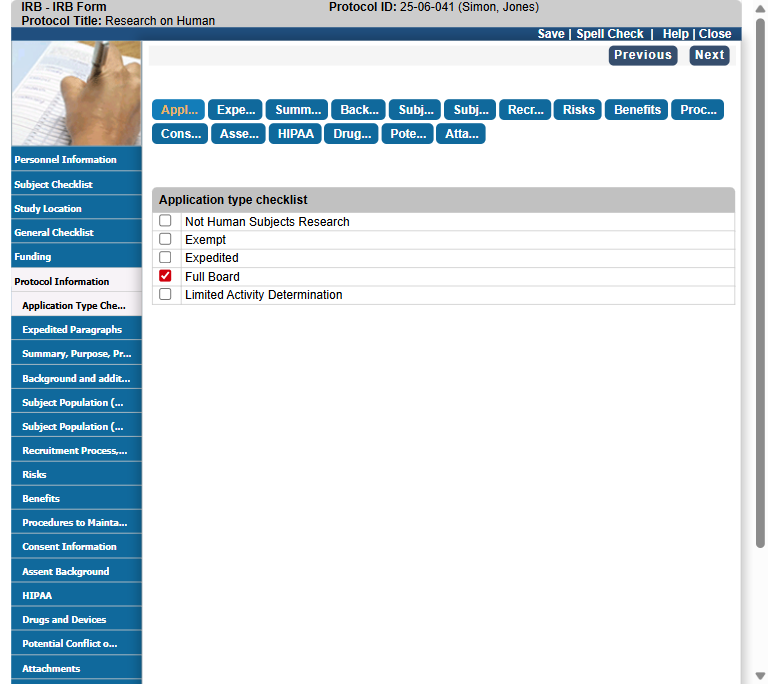 IRB - IRB Form Protocol ID: 25-06-041 (Simon, Jones)
Protocol Title: Research on Human
Save | Spell Check | Help | Close
Previous Next
Appl... Expe... Summ... Back... Subj... Subj... Recr... Risks Benefits Proc...
Cons... Asse... HIPAA Drug... Pote... Atta...
Personnel Information
Subject Checklist
Study Location
General Checklist
Funding
Protocol Information
Application Type Che...
Expedited Paragraphs
Summary, Purpose, Pr...
Background and addit...
Subject Population (...
Subject Population (...
Recruitment Process,...
Risks
Benefits
Procedures to Mainta...
Consent Information
Assent Background
HIPAA
Drugs and Devices
Potential Conflict o...
Attachments
Application type checklist
Not Human Subjects Research
Exempt
Expedited
Full Board
Limited Activity Determination